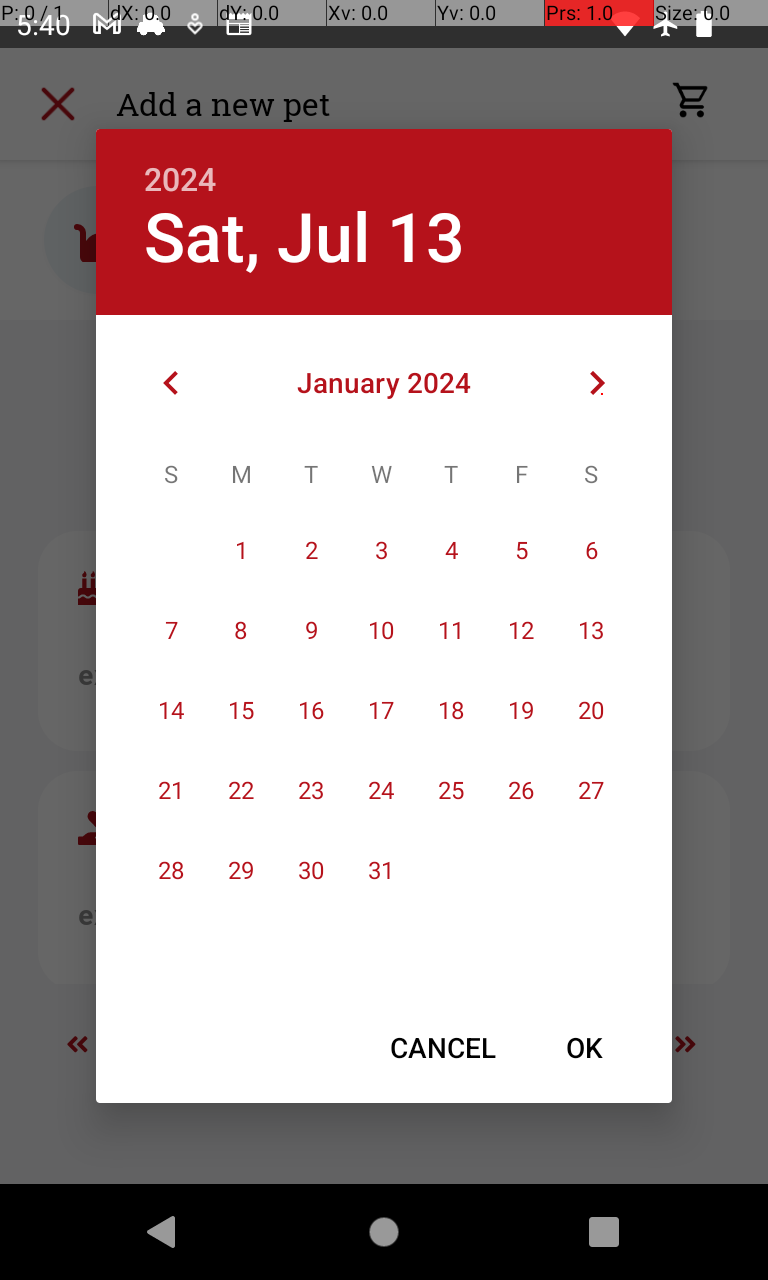 P: 0 / 1 dX: 0.0 dY: 0.0 Xv: 0.0 Yv: 0.0 Prs: 1.0 Size: 0.0
5:40
Add a new pet
2024
Sat, Jul 13
January 2024
S M T W T F S
1 2 3 4 5 6
7 8 9 10 11 12 13
14 15 16 17 18 19 20
21 22 23 24 25 26 27
28 29 30 31
CANCEL OK